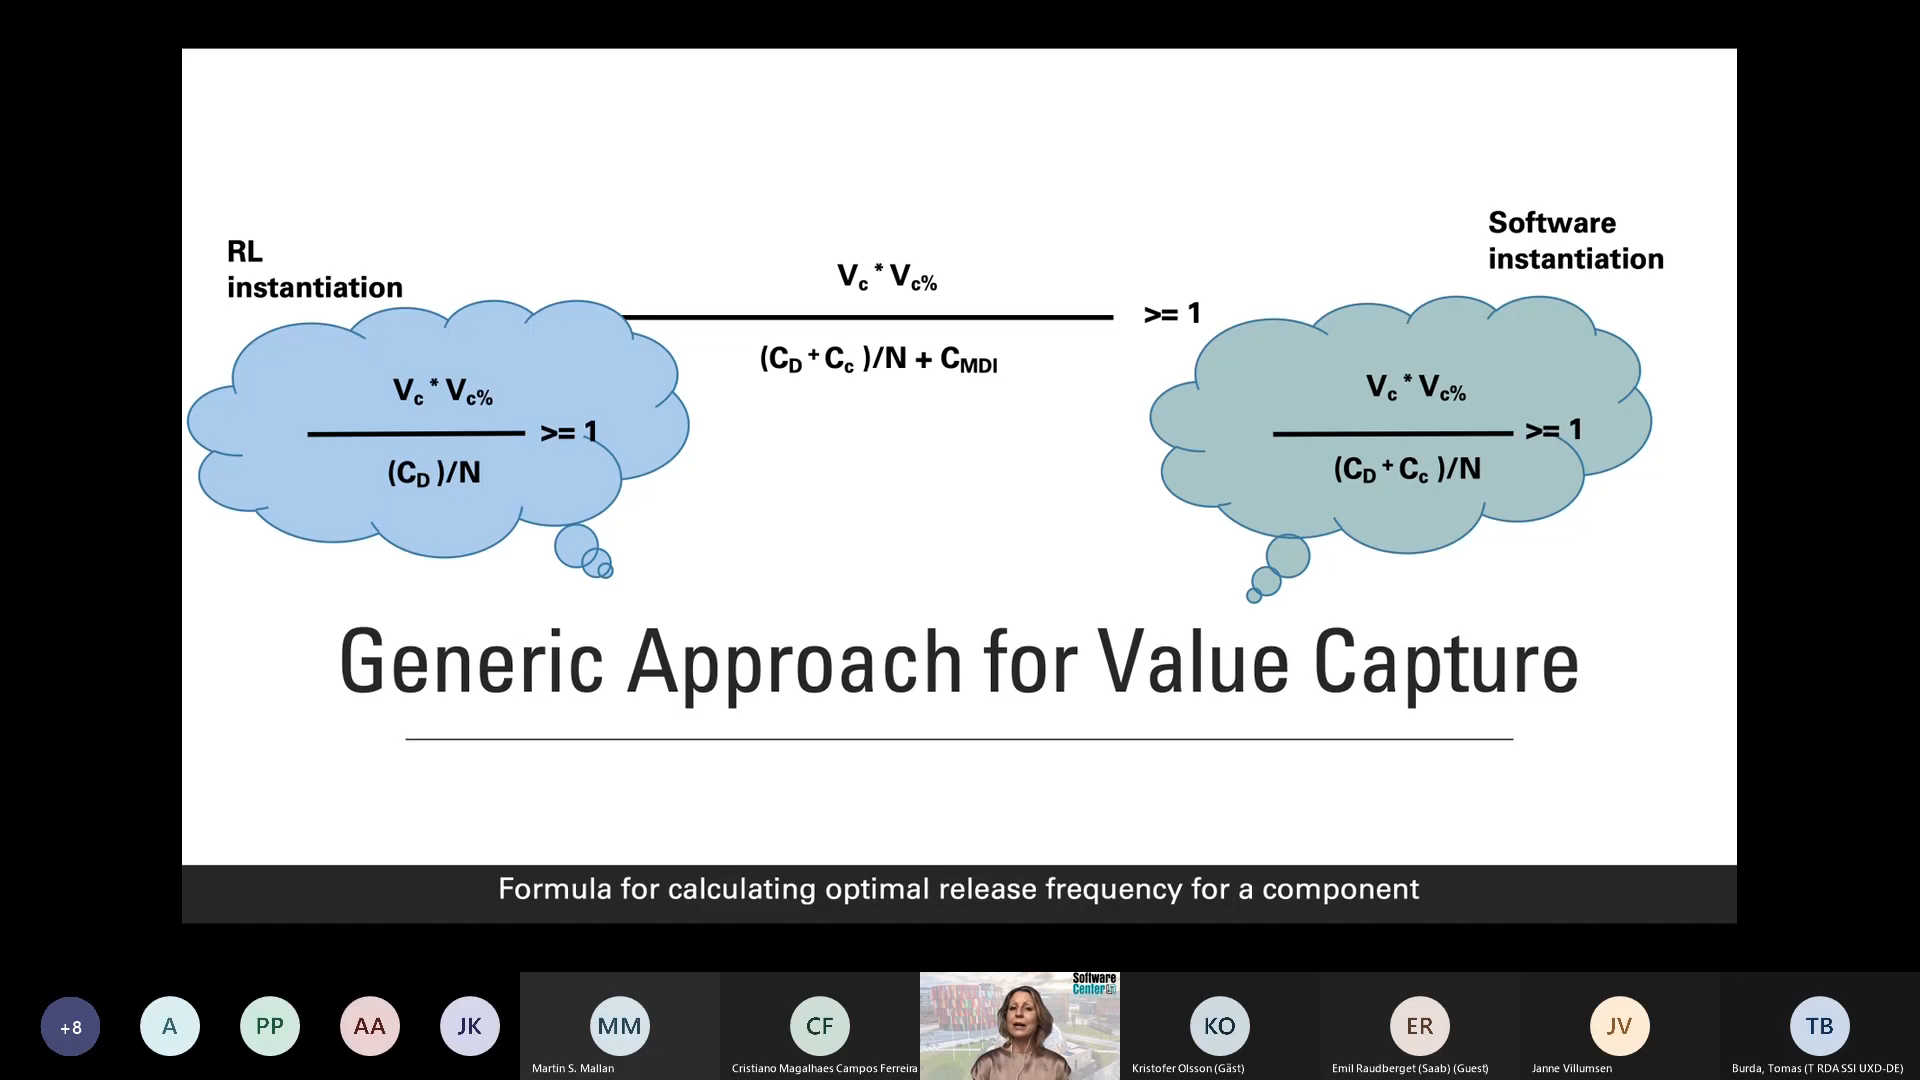 RL
instantiation
Software
instantiation
Vc * Vc%
>= 1
(CD + Cc )/N + CMDI
Vc * Vc%
>= 1
(CD )/N
Vc * Vc%
>= 1
(CD + Cc )/N
Generic Approach for Value Capture
Formula for calculating optimal release frequency for a component
Software
Center
+8
A
PP
AA
JK
MM
CF
KO
ER
JV
TB
Martin S. Mallan
Cristiano Magalhaes Campos Ferreira
Kristofer Olsson (Gäst)
Emil Raudberget (Saab) (Guest)
Janne Villumsen
Burda, Tomas (T RDA SSI UXD-DE)